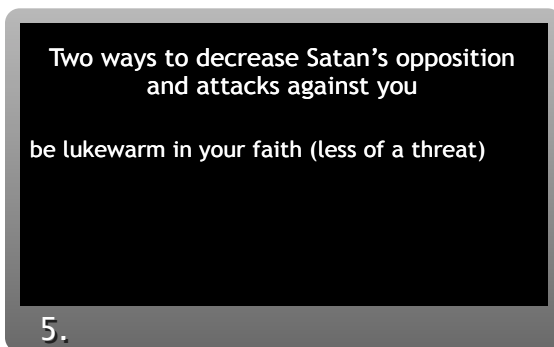 Two ways to decrease Satan’s opposition
and attacks against you
be lukewarm in your faith (less of a threat)
5.